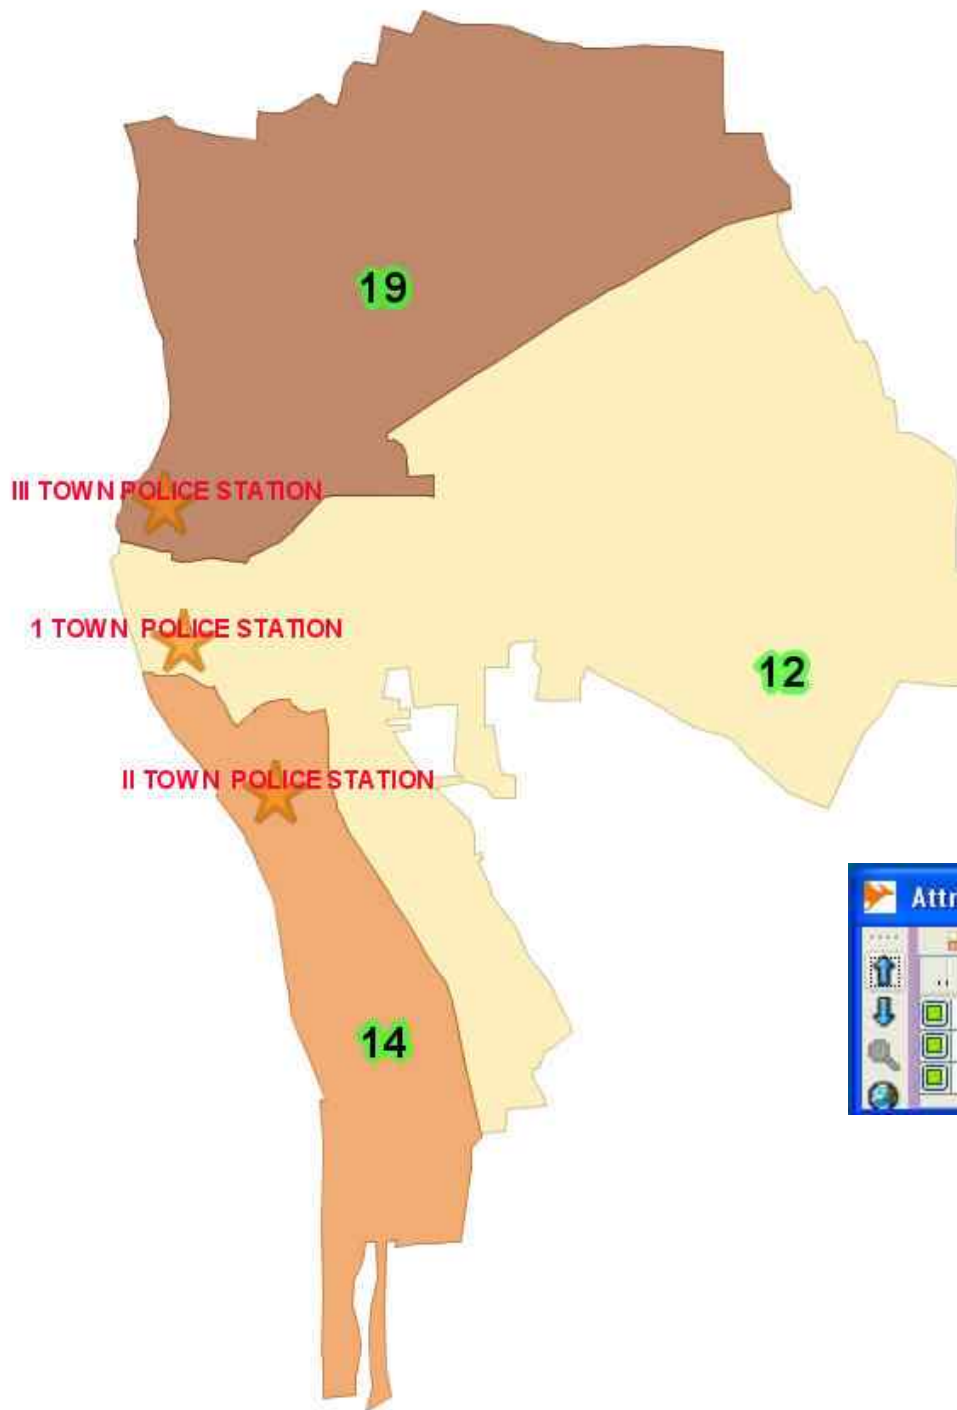 19
III TOWN POLICE STATION
1 TOWN POLICE STATION
12
II TOWN POLICE STATION
Attr
14